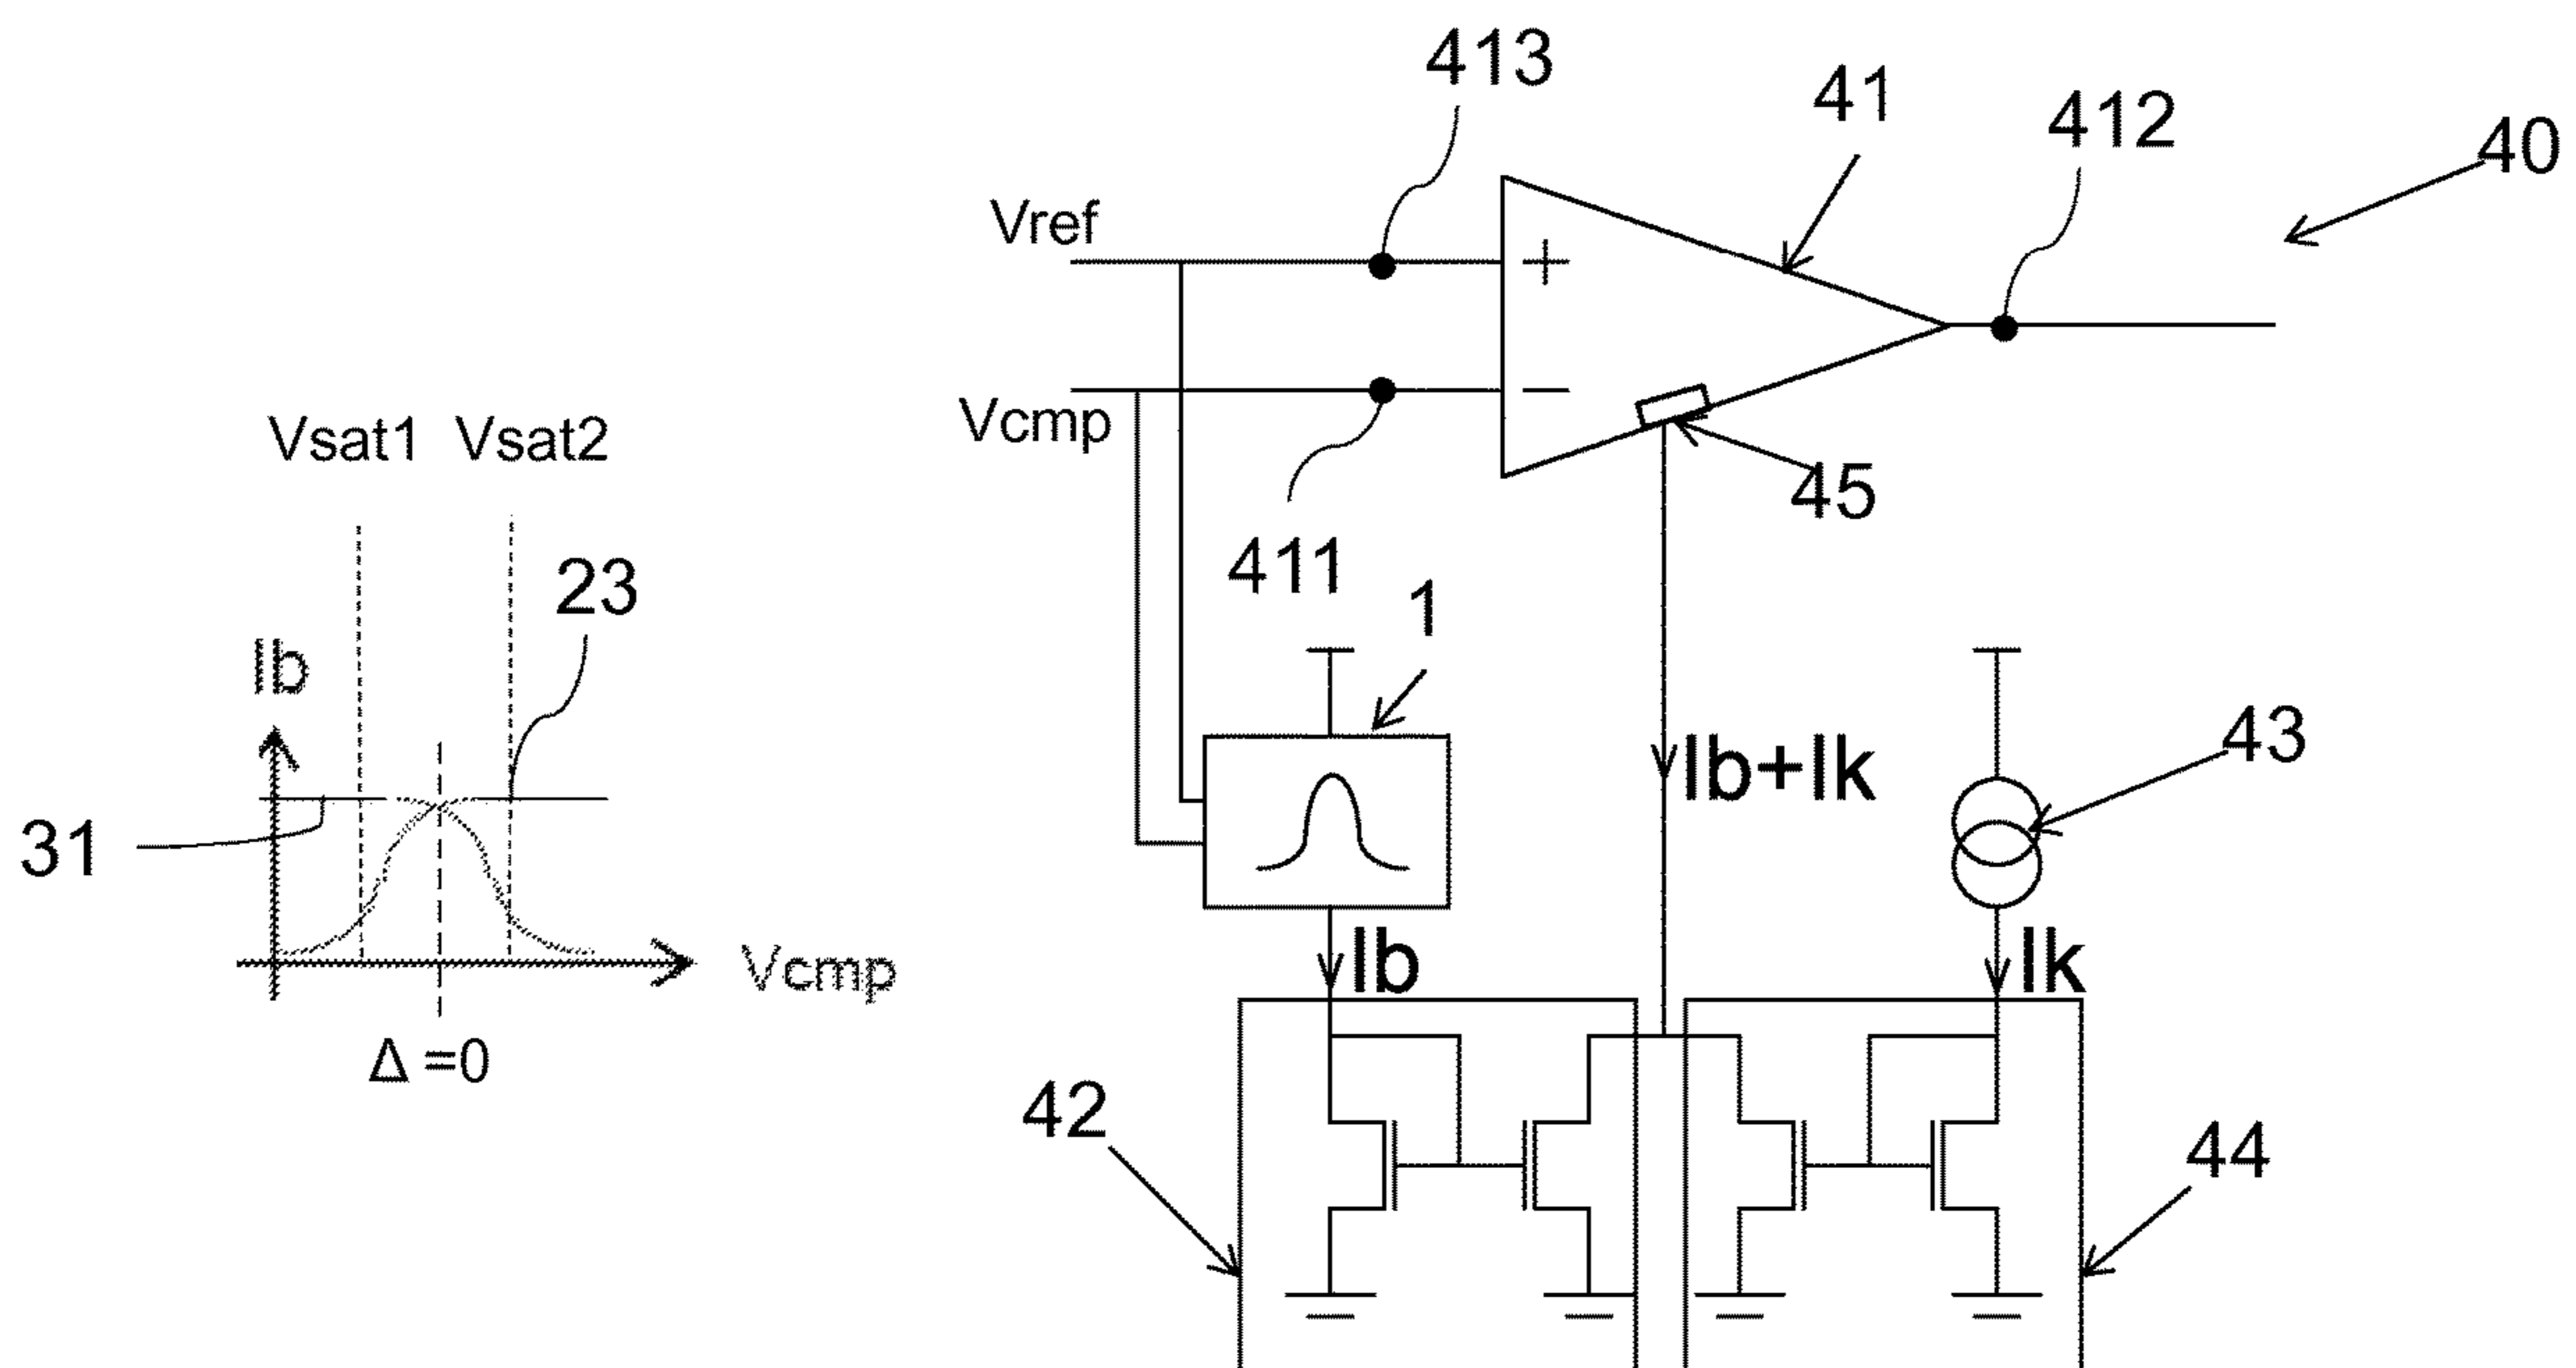 413
41
412
40
Vref
+
Vcmp
−
45
411
Vsat1 Vsat2
23
Ib
31
Vcmp
Δ =0
1
Ib+Ik
43
Ib
Ik
42
44